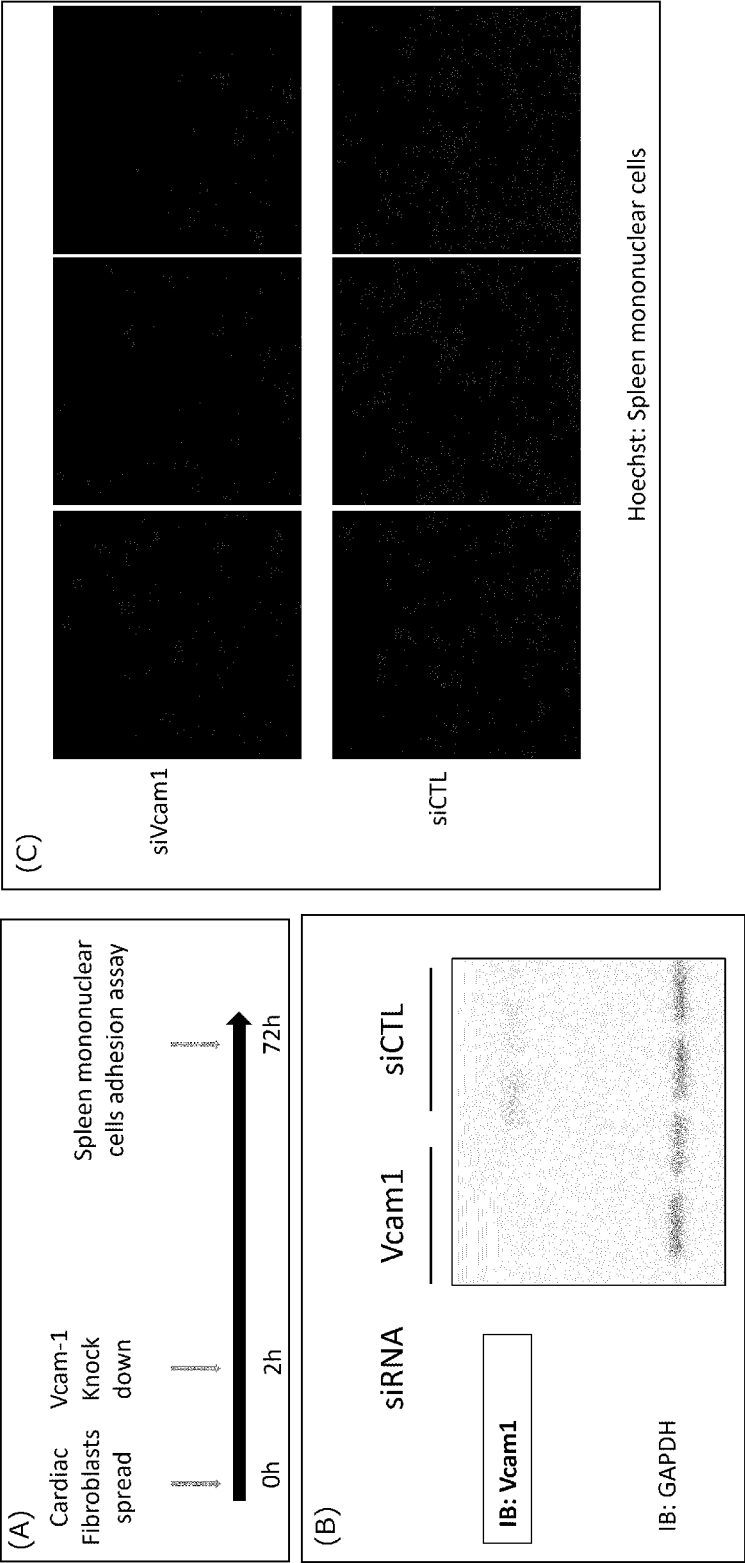 (A)
Cardiac
Fibroblasts
spread
Vcam-1
Knock
down
Spleen mononuclear
cells adhesion assay
0h
2h
72h
(B)
siRNA
Vcam1
siCTL
IB: Vcam1
IB: GAPDH
(C)
siVcam1
siCTL
Hoechst: Spleen mononuclear cells